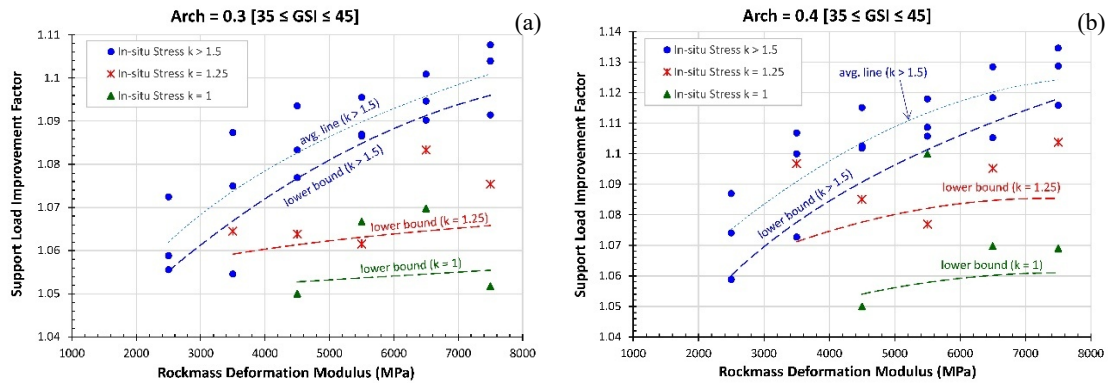 Arch = 0.3 [35 ≤ GSI ≤ 45]
(a)
1.11
1.1
1.09
1.08
1.07
1.06
1.05
1.04
Support Load Improvement Factor
In-situ Stress k > 1.5
In-situ Stress k = 1.25
In-situ Stress k = 1
avg. line (k > 1.5)
lower bound (k > 1.5)
lower bound (k = 1.25)
lower bound (k = 1)
1000 2000 3000 4000 5000 6000 7000 8000
Rockmass Deformation Modulus (MPa)
Arch = 0.4 [35 ≤ GSI ≤ 45]
(b)
1.14
1.13
1.12
1.11
1.1
1.09
1.08
1.07
1.06
1.05
1.04
Support Load Improvement Factor
In-situ Stress k > 1.5
In-situ Stress k = 1.25
In-situ Stress k = 1
avg. line (k > 1.5)
lower bound (k > 1.5)
lower bound (k = 1.25)
lower bound (k = 1)
1000 2000 3000 4000 5000 6000 7000 8000
Rockmass Deformation Modulus (MPa)